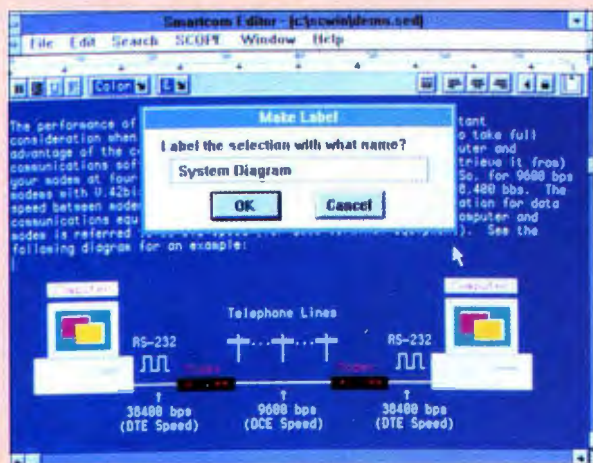 Smartcom Editor - [c:\scwin\demo.sed]
File Edit Search SCOPE Window Help
B U Color
Make Label
Label the selection with what name?
System Diagram
OK Cancel
The performance of tant
consideration when o take full
advantage of the c uter and
communications sof trieve it from)
your modem at four So, for 9600 bps
modems with V.42bi 8,400 bbs. The
speed between mode ation for data
communications equ omputer and
modem is referred See the
following diagram for an example:
Computer Computer
Telephone Lines
RS-232 RS-232
38400 bps 9600 bps 38400 bps
(DTE Speed) (DCE Speed) (DTE Speed)